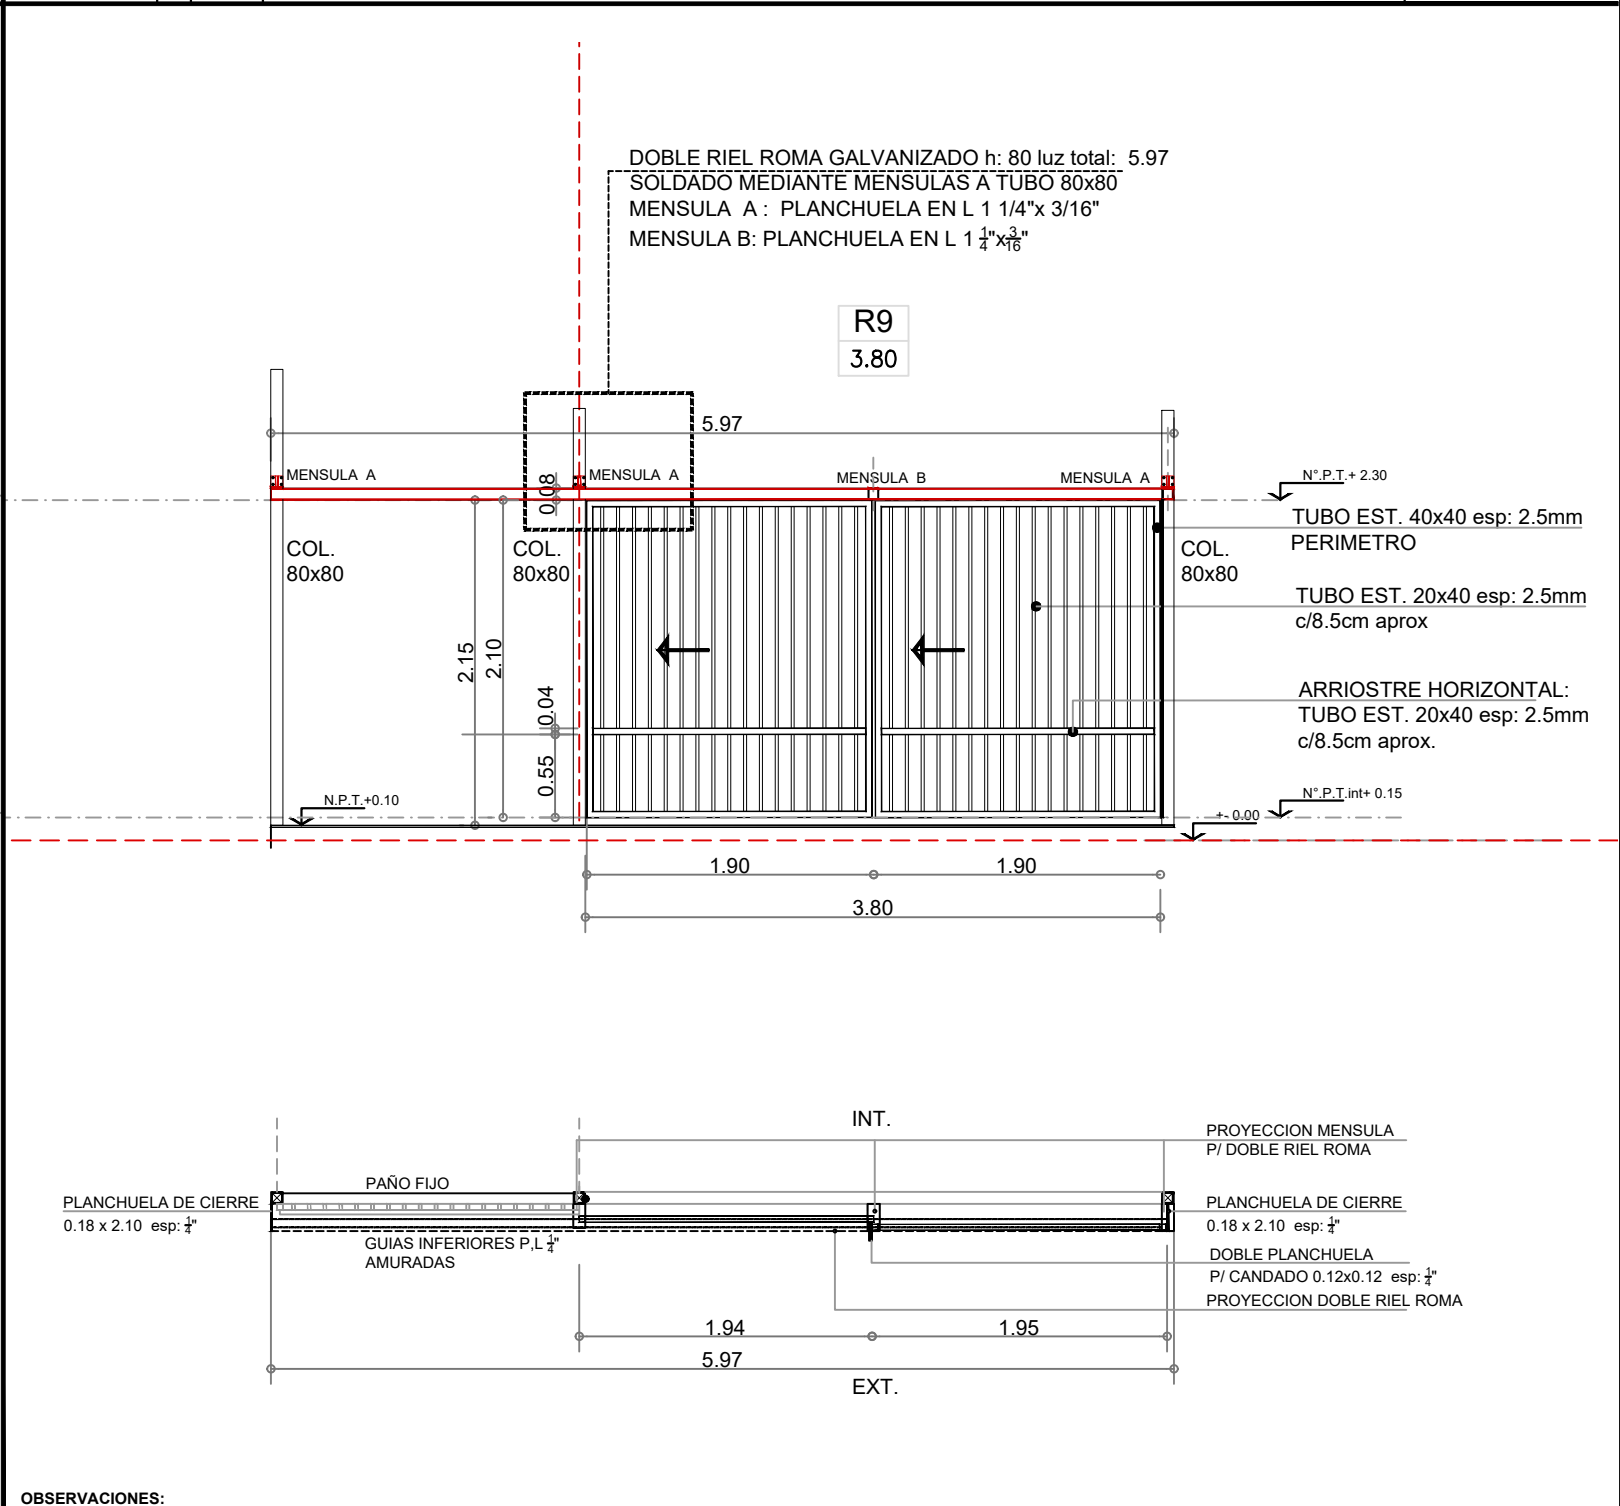 DOBLE RIEL ROMA GALVANIZADO h: 80 luz total: 5.97
SOLDADO MEDIANTE MENSULAS A TUBO 80x80
MENSULA A : PLANCHUELA EN L 1 1/4"x 3/16"
MENSULA B: PLANCHUELA EN L 1 1/4"x3/16"
R9
3.80
5.97
MENSULA A
MENSULA A
MENSULA B
MENSULA A
N°.P.T.+ 2.30
0.08
TUBO EST. 40x40 esp: 2.5mm
PERIMETRO
COL.
80x80
COL.
80x80
COL.
80x80
TUBO EST. 20x40 esp: 2.5mm
c/8.5cm aprox
2.15
2.10
0.04
0.55
ARRIOSTRE HORIZONTAL:
TUBO EST. 20x40 esp: 2.5mm
c/8.5cm aprox.
N.P.T.+0.10
N°.P.T.int+ 0.15
+- 0.00
1.90
1.90
3.80
INT.
PROYECCION MENSULA
P/ DOBLE RIEL ROMA
PAÑO FIJO
PLANCHUELA DE CIERRE
0.18 x 2.10 esp: 1/4"
PLANCHUELA DE CIERRE
0.18 x 2.10 esp: 1/4"
GUIAS INFERIORES P,L 1/4"
AMURADAS
DOBLE PLANCHUELA
P/ CANDADO 0.12x0.12 esp: 1/4"
PROYECCION DOBLE RIEL ROMA
1.94
1.95
5.97
EXT.
OBSERVACIONES: